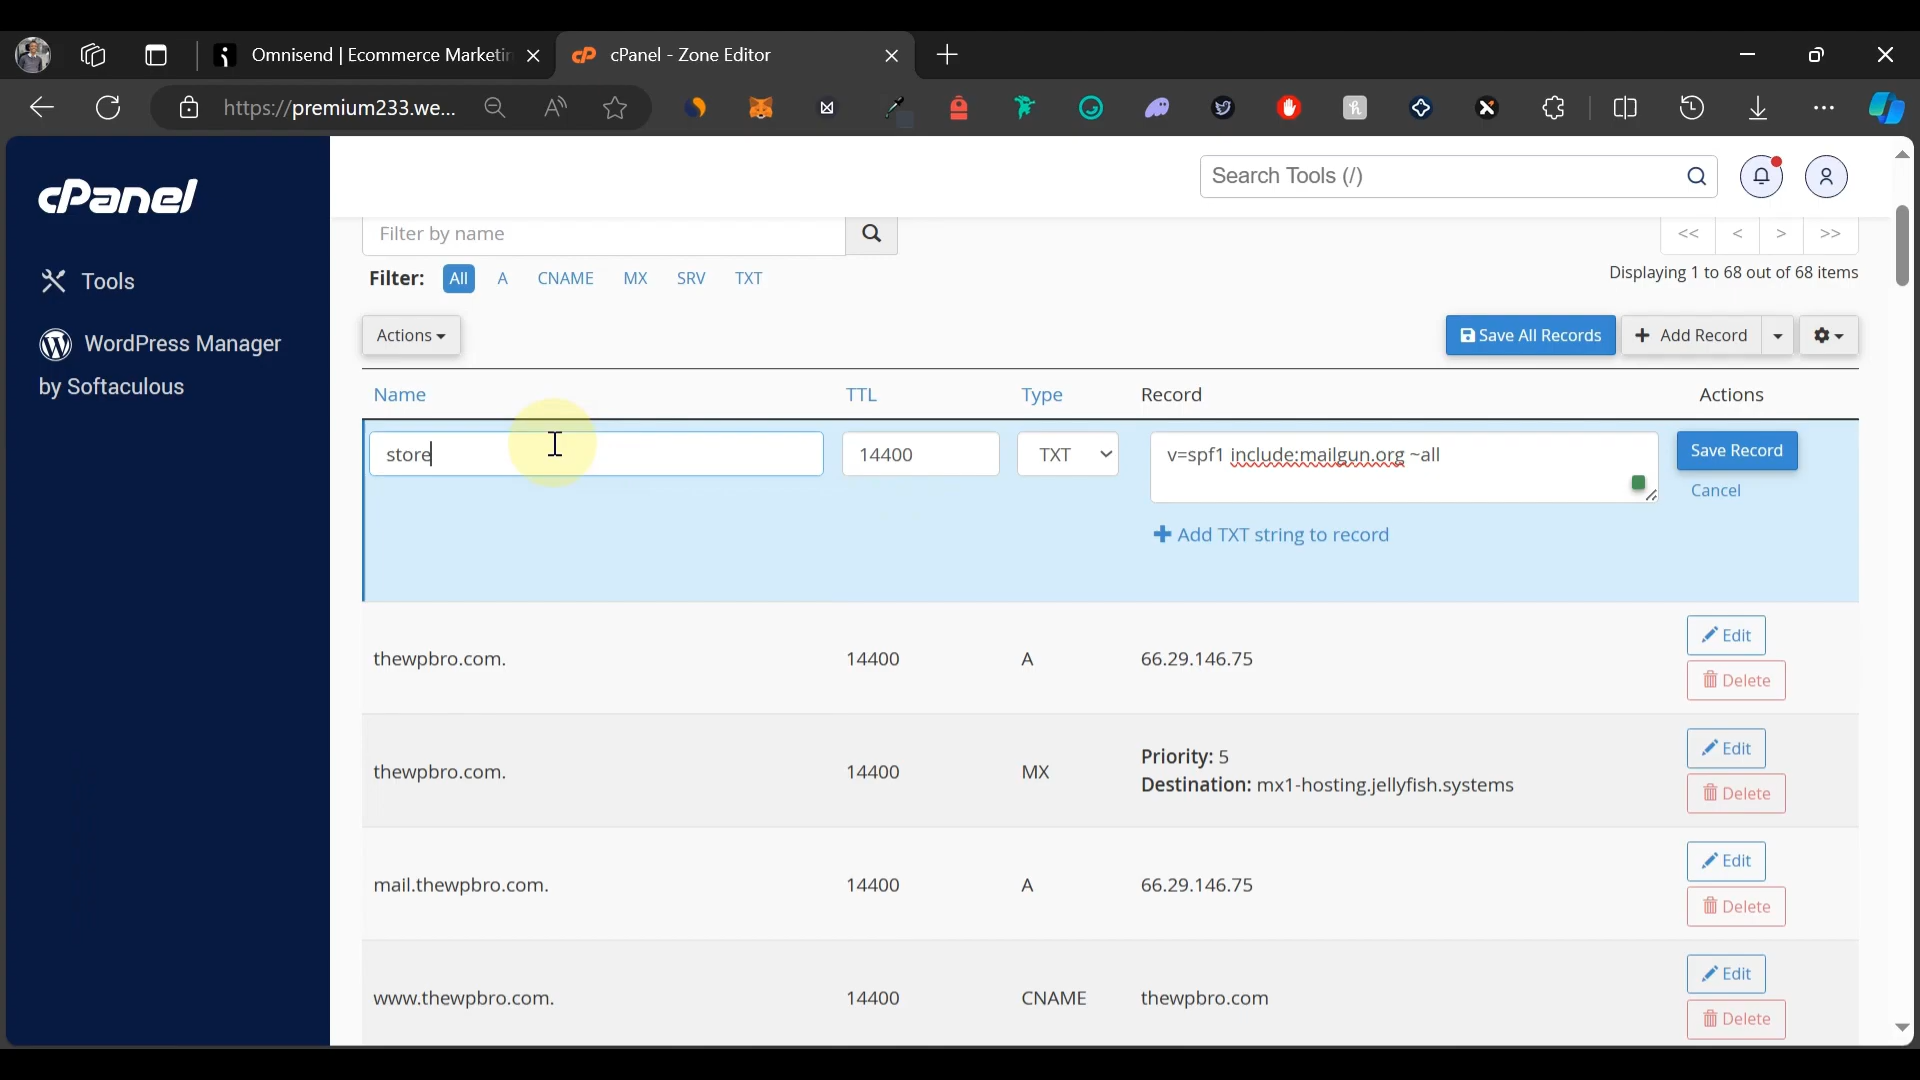 Omnisend | Ecommerce Marketin
cPanel - Zone Editor
https://premium233.we...
cPanel
Search Tools (/)
Tools
WordPress Manager
by Softaculous
Filter by name
<< < > >>
Filter: All A CNAME MX SRV TXT
Displaying 1 to 68 out of 68 items
Actions
Save All Records
Add Record
Name TTL Type Record Actions
store 14400 TXT v=spf1 include:mailgun.org ~all Save Record
Cancel
Add TXT string to record
thewpbro.com. 14400 A 66.29.146.75
Edit
Delete
thewpbro.com. 14400 MX Priority: 5
Destination: mx1-hosting.jellyfish.systems
Edit
Delete
mail.thewpbro.com. 14400 A 66.29.146.75
Edit
Delete
www.thewpbro.com. 14400 CNAME thewpbro.com
Edit
Delete